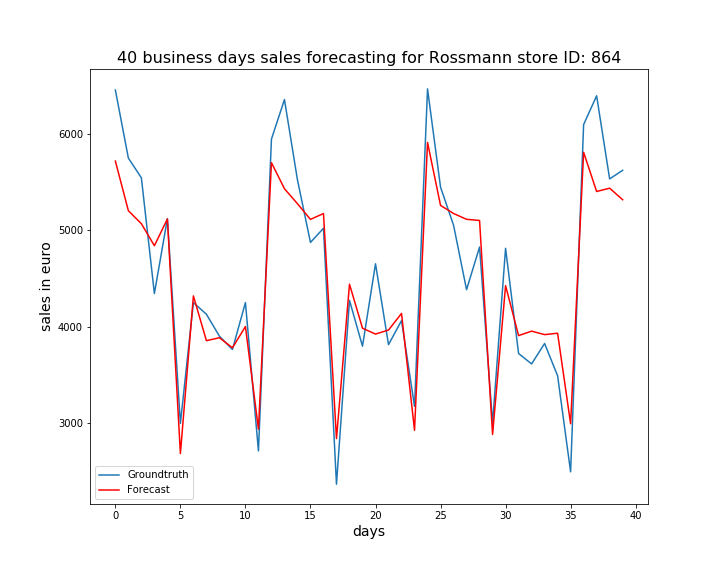 40 business days sales forecasting for Rossmann store ID: 864
6000
5000
4000
3000
sales in euro
Groundtruth
Forecast
0 5 10 15 20 25 30 35 40
days